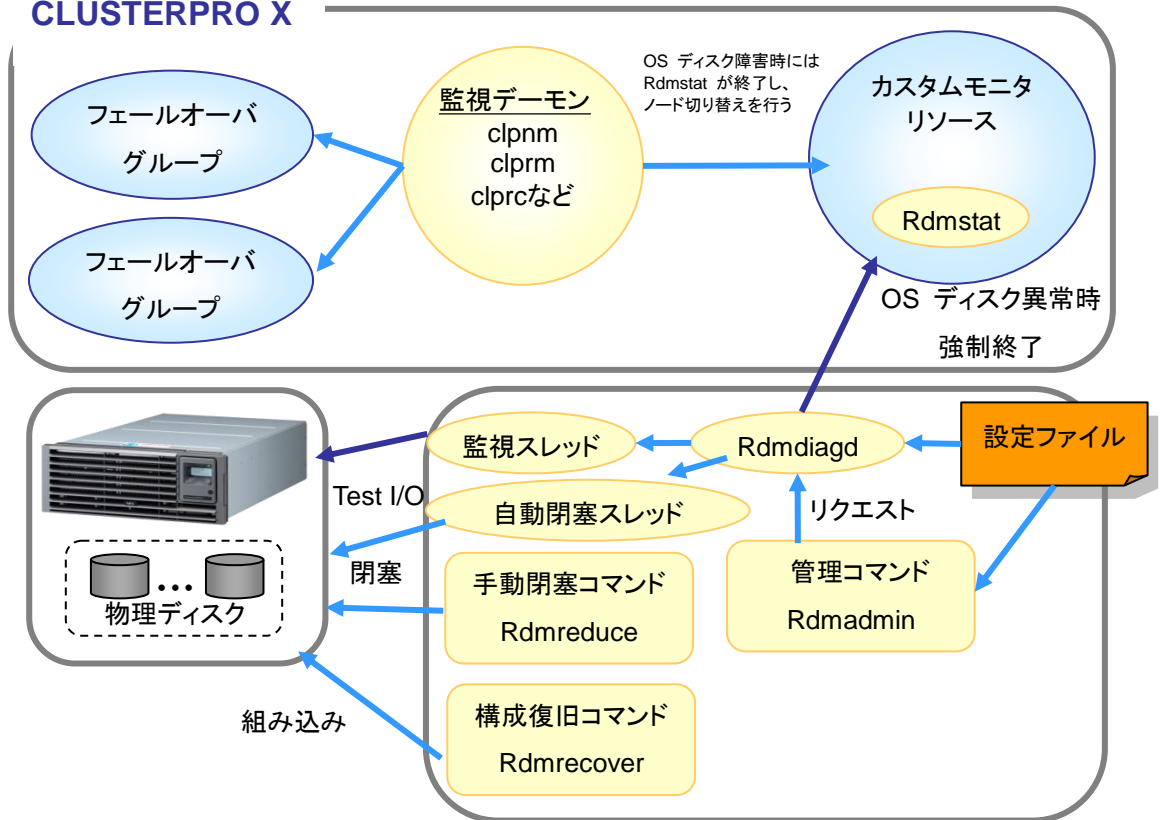 CLUSTERPRO X
フェールオーバ
グループ
フェールオーバ
グループ
監視デーモン
clpnm
clprm
clprcなど
OS ディスク障害時には
Rdmstat が終了し、
ノード切り替えを行う
カスタムモニタ
リソース
Rdmstat
OS ディスク異常時
強制終了
監視スレッド
Rdmdiagd
設定ファイル
Test I/O
自動閉塞スレッド
リクエスト
閉塞
手動閉塞コマンド
Rdmreduce
管理コマンド
Rdmadmin
…
物理ディスク
組み込み
構成復旧コマンド
Rdmrecover